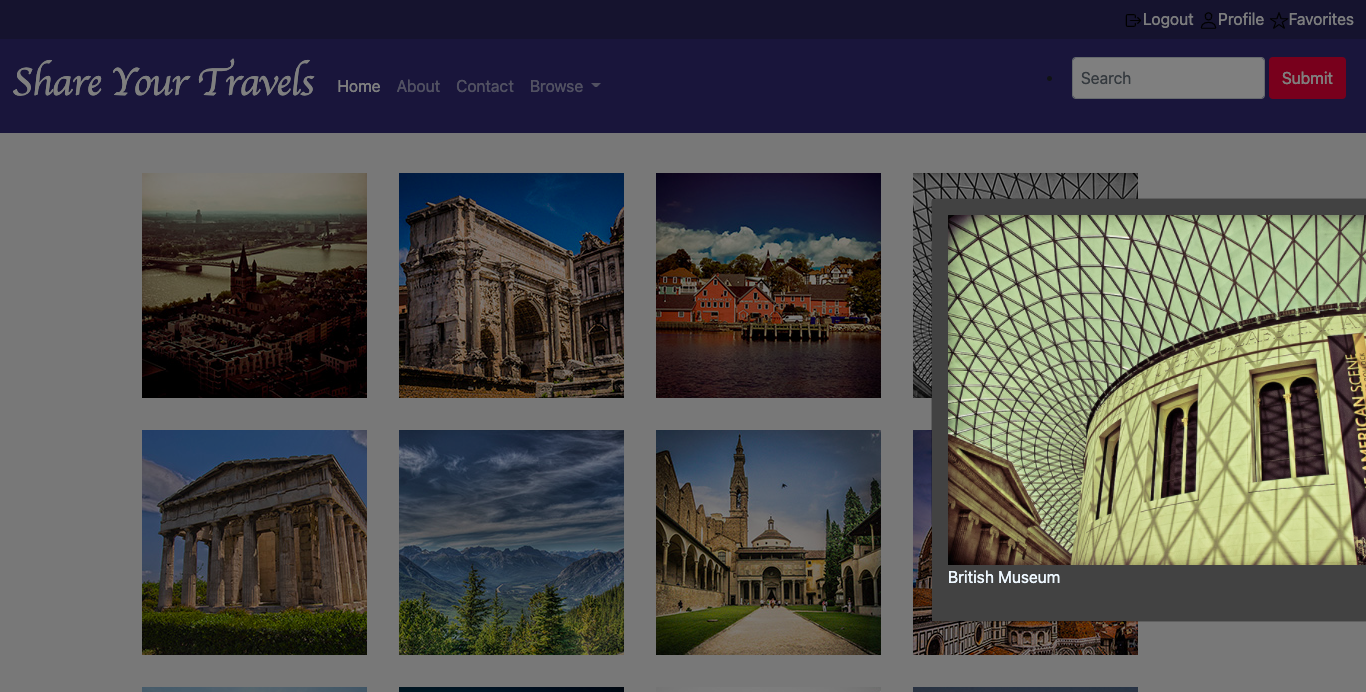 Logout Profile Favorites
Share Your Travels Home About Contact Browse Search Submit
AMERICAN SCENE
British Museum